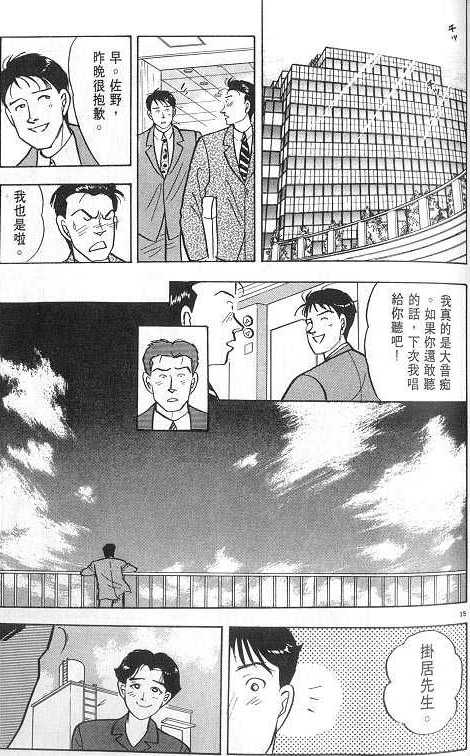 チッ
早。佐野，
昨晚很抱歉。
我也是啦。
我真的是大音痴
。如果你還敢聽
的話，下次我唱
給你聽吧！
15
掛居先生。